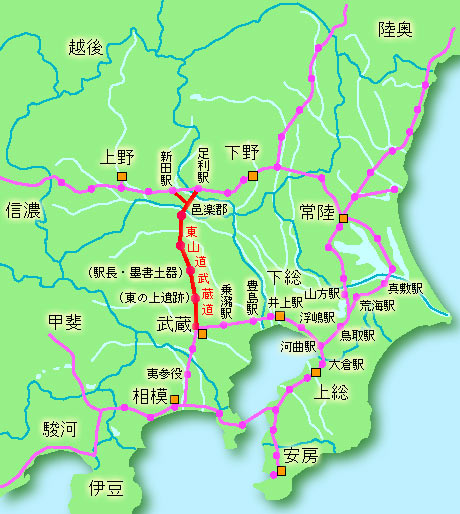 越後
陸奥
上野
新田駅
足利駅
下野
信濃
邑楽郡
常陸
東山道武蔵道
(駅長・墨書土器)
(東の上遺跡)
乗潴駅
豊島駅
下総
井上駅
山方駅
浮嶋駅
真敷駅
荒海駅
鳥取駅
武蔵
河曲駅
大倉駅
甲斐
夷参役
相模
上総
駿河
伊豆
安房